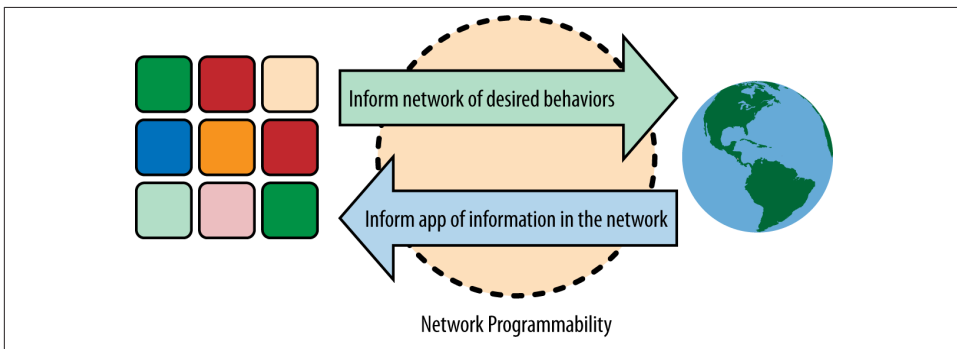 Inform network of desired behaviors
Inform app of information in the network
Network Programmability